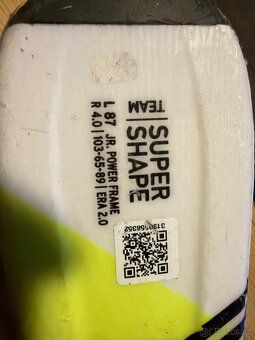 SUPER
SHAPE
TEAM
L 87 JR. POWER FRAME
R 4.0 | 103-65-89 | ERA 2.0